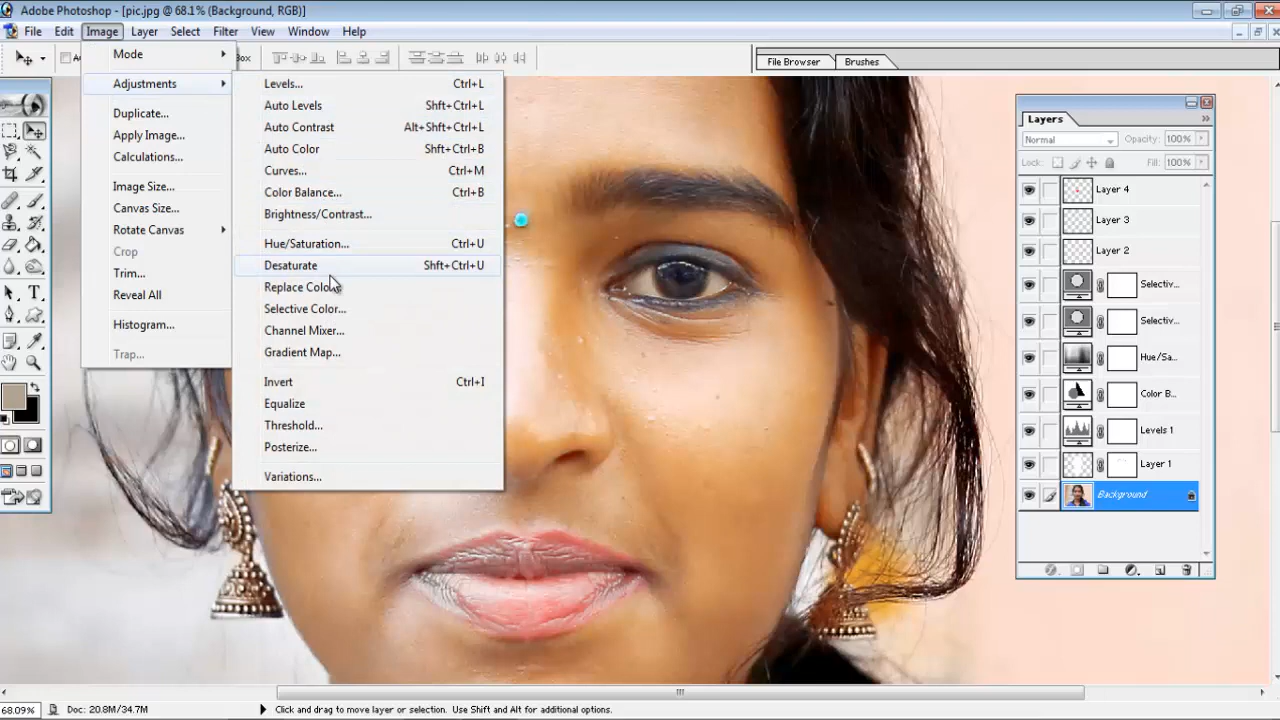 Adobe Photoshop - [pic.jpg @ 68.1% (Background, RGB)]
File Edit Image Layer Select Filter View Window Help
File Browser Brushes
Mode
Adjustments
Duplicate...
Apply Image...
Calculations...
Image Size...
Canvas Size...
Rotate Canvas
Crop
Trim...
Reveal All
Histogram...
Trap...
Levels... Ctrl+L
Auto Levels Shft+Ctrl+L
Auto Contrast Alt+Shft+Ctrl+L
Auto Color Shft+Ctrl+B
Curves... Ctrl+M
Color Balance... Ctrl+B
Brightness/Contrast...
Hue/Saturation... Ctrl+U
Desaturate Shft+Ctrl+U
Replace Color...
Selective Color...
Channel Mixer...
Gradient Map...
Invert Ctrl+I
Equalize
Threshold...
Posterize...
Variations...
Layers
Normal Opacity: 100%
Lock: Fill: 100%
Layer 4
Layer 3
Layer 2
Selectiv...
Selectiv...
Hue/Sa...
Color B...
Levels 1
Layer 1
Background
68.09% Doc: 20.8M/34.7M Click and drag to move layer or selection. Use Shift and Alt for additional options.